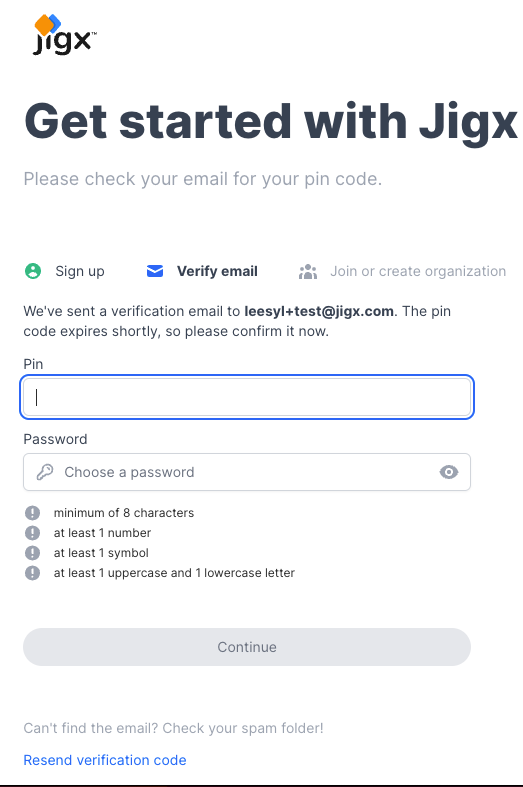 jigx™
Get started with Jigx
Please check your email for your pin code.
Sign up
Verify email
Join or create organization
We've sent a verification email to leesyl+test@jigx.com. The pin
code expires shortly, so please confirm it now.
Pin
Password
Choose a password
minimum of 8 characters
at least 1 number
at least 1 symbol
at least 1 uppercase and 1 lowercase letter
Continue
Can't find the email? Check your spam folder!
Resend verification code